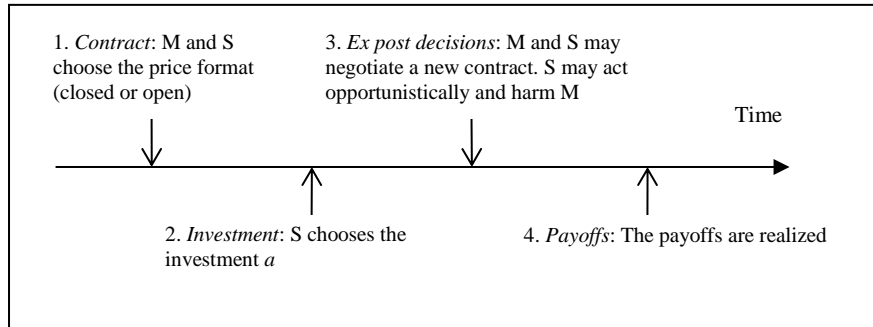 1. Contract: M and S
choose the price format
(closed or open)
3. Ex post decisions: M and S may
negotiate a new contract. S may act
opportunistically and harm M
Time
2. Investment: S chooses the
investment a
4. Payoffs: The payoffs are realized